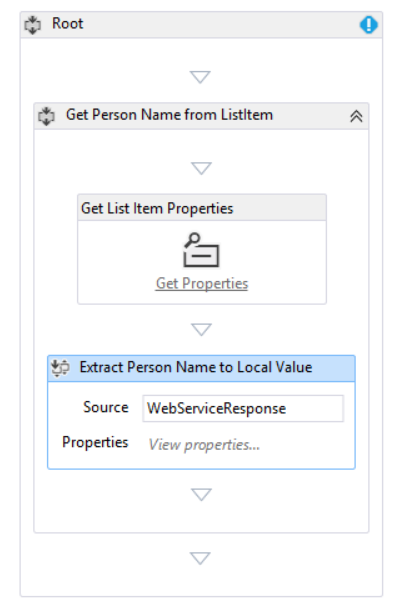 Root
Get Person Name from ListItem
Get List Item Properties
Get Properties
Extract Person Name to Local Value
Source WebServiceResponse
Properties View properties...